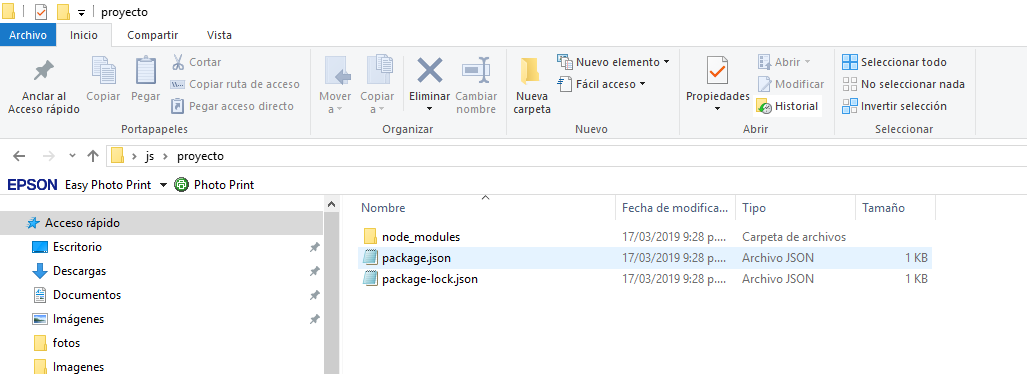 proyecto
Archivo Inicio Compartir Vista
Anclar al Acceso rápido
Copiar
Pegar
Cortar
Copiar ruta de acceso
Pegar acceso directo
Portapapeles
Mover a
Copiar a
Eliminar
Cambiar nombre
Organizar
Nueva carpeta
Nuevo elemento
Fácil acceso
Nuevo
Propiedades
Abrir
Modificar
Historial
Abrir
Seleccionar todo
No seleccionar nada
Invertir selección
Seleccionar
js proyecto
EPSON Easy Photo Print Photo Print
Acceso rápido
Escritorio
Descargas
Documentos
Imágenes
fotos
Imagenes
Nombre Fecha de modifica... Tipo Tamaño
node_modules 17/03/2019 9:28 p.... Carpeta de archivos
package.json 17/03/2019 9:28 p.... Archivo JSON 1 KB
package-lock.json 17/03/2019 9:28 p.... Archivo JSON 1 KB